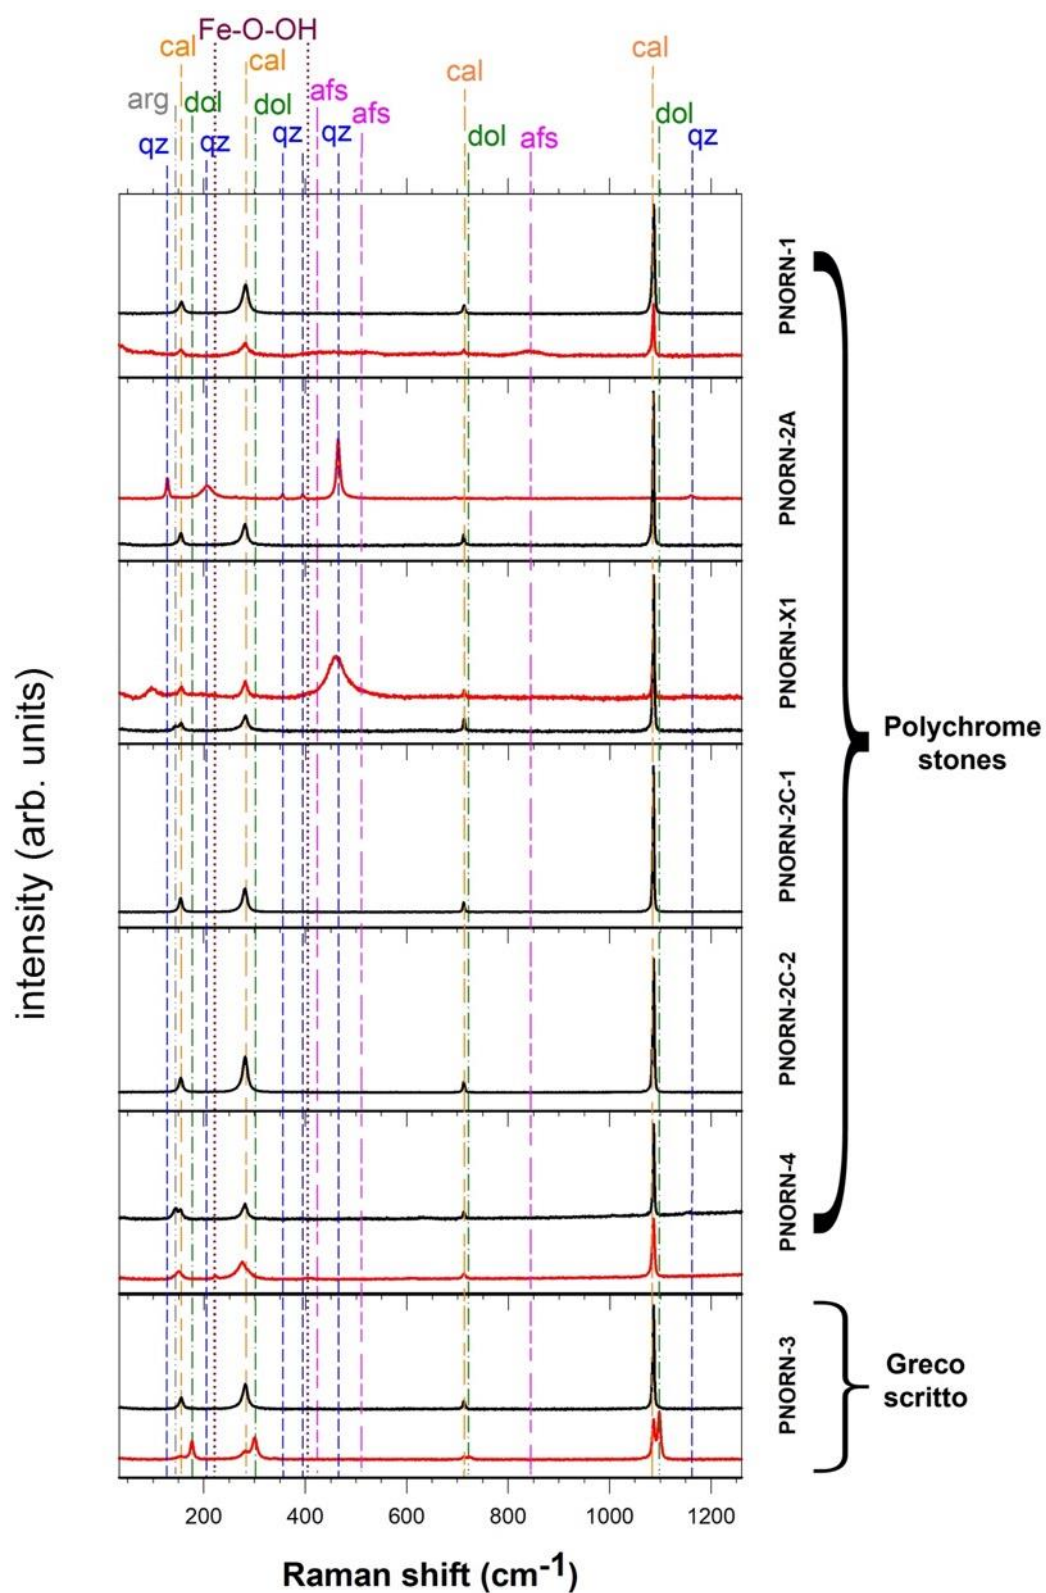 Fe-O-OH
cal cal cal cal
arg dol dol afs afs dol afs dol
qz qz qz qz qz
PNORN-1
PNORN-2A
PNORN-X1
PNORN-2C-1
PNORN-2C-2
PNORN-4
PNORN-3
Polychrome
stones
Greco
scritto
intensity (arb. units)
200 400 600 800 1000 1200
Raman shift (cm-1)